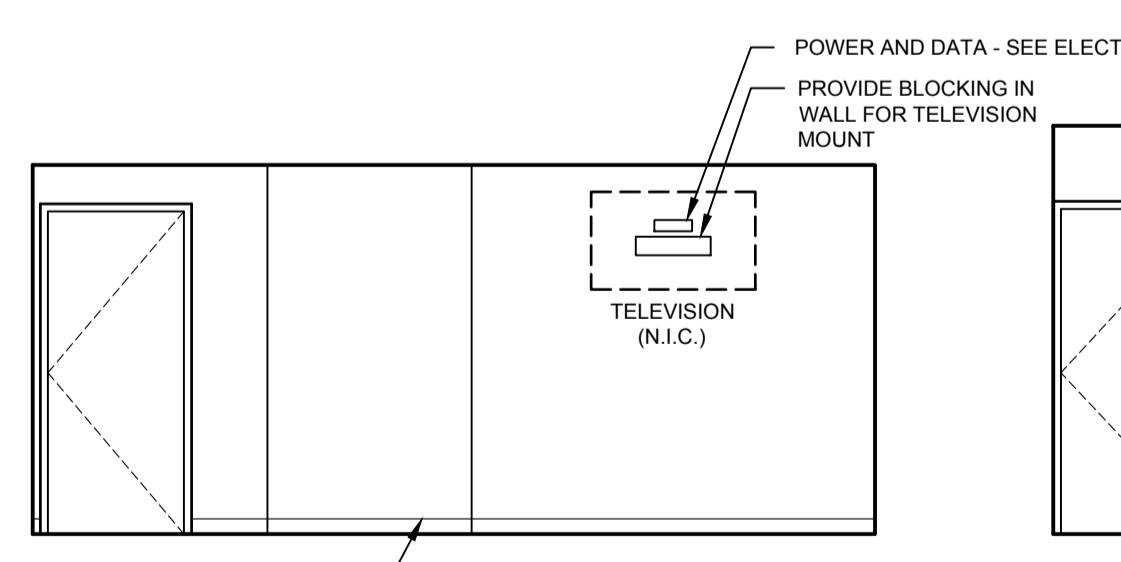 POWER AND DATA - SEE ELECT
PROVIDE BLOCKING IN
WALL FOR TELEVISION
MOUNT
TELEVISION
(N.I.C.)